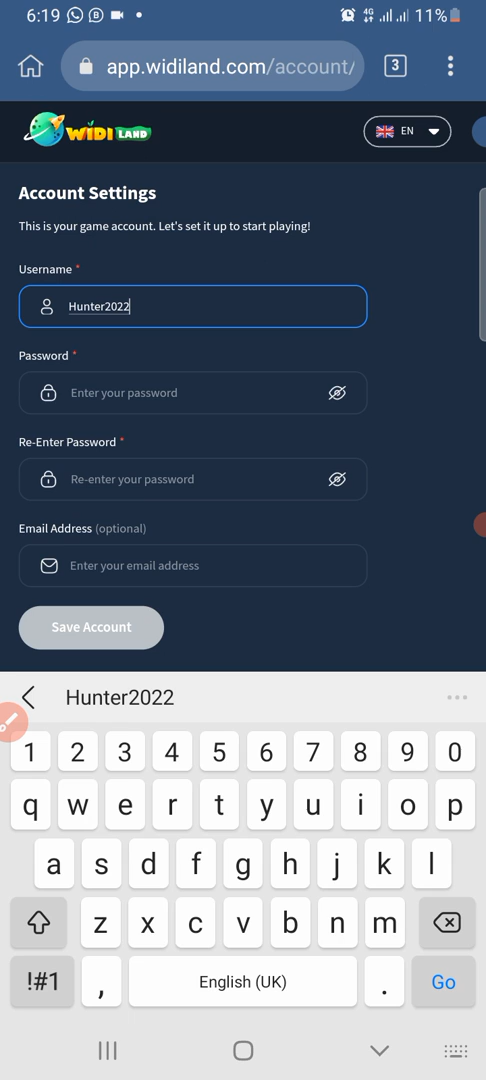 6:19 4G 11%
app.widiland.com/account/ 3
WIDI LAND EN
Account Settings
This is your game account. Let's set it up to start playing!
Username *
Hunter2022
Password *
Enter your password
Re-Enter Password *
Re-enter your password
Email Address (optional)
Enter your email address
Save Account
Hunter2022
1 2 3 4 5 6 7 8 9 0
q w e r t y u i o p
a s d f g h j k l
z x c v b n m
!#1 , English (UK) . Go